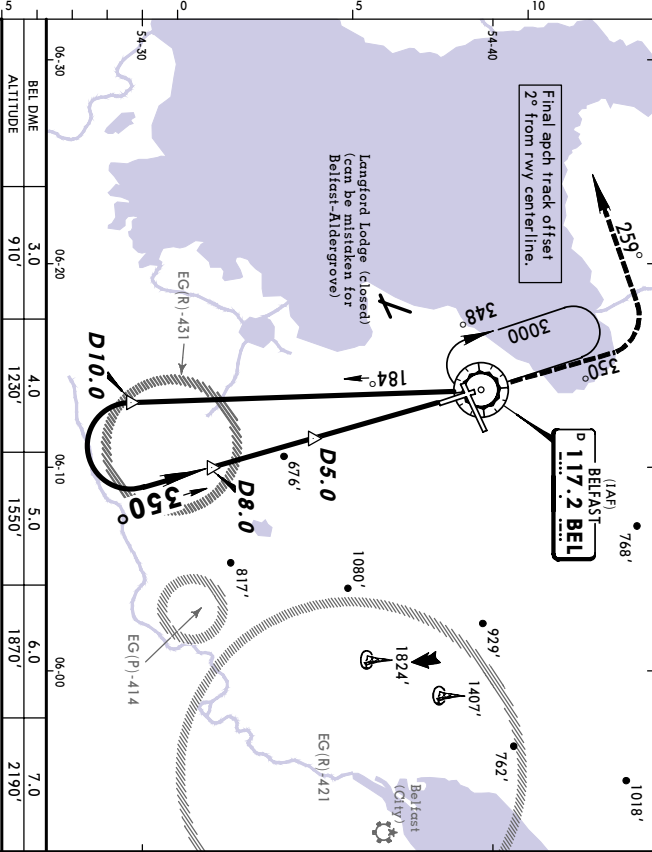 5
0
10
06-30
54-30
54-40
BEL DME
ALTITUDE
3.0
910'
4.0
1230'
5.0
1550'
6.0
1870'
7.0
2190'
06-20
06-10
06-00
Final apch track offset
2° from rwy centerline.
Langford Lodge (closed)
(can be mistaken for
Belfast-Aldergrove)
259°
350°
348°
3000
184°
EG(R)-431
D10.0
D8.0
D5.0
350°
(IAF)
BELFAST
D 117.2 BEL
676'
768'
817'
1080'
929'
1824'
1407'
762'
1018'
EG(P)-414
EG(R)-421
Belfast
(City)